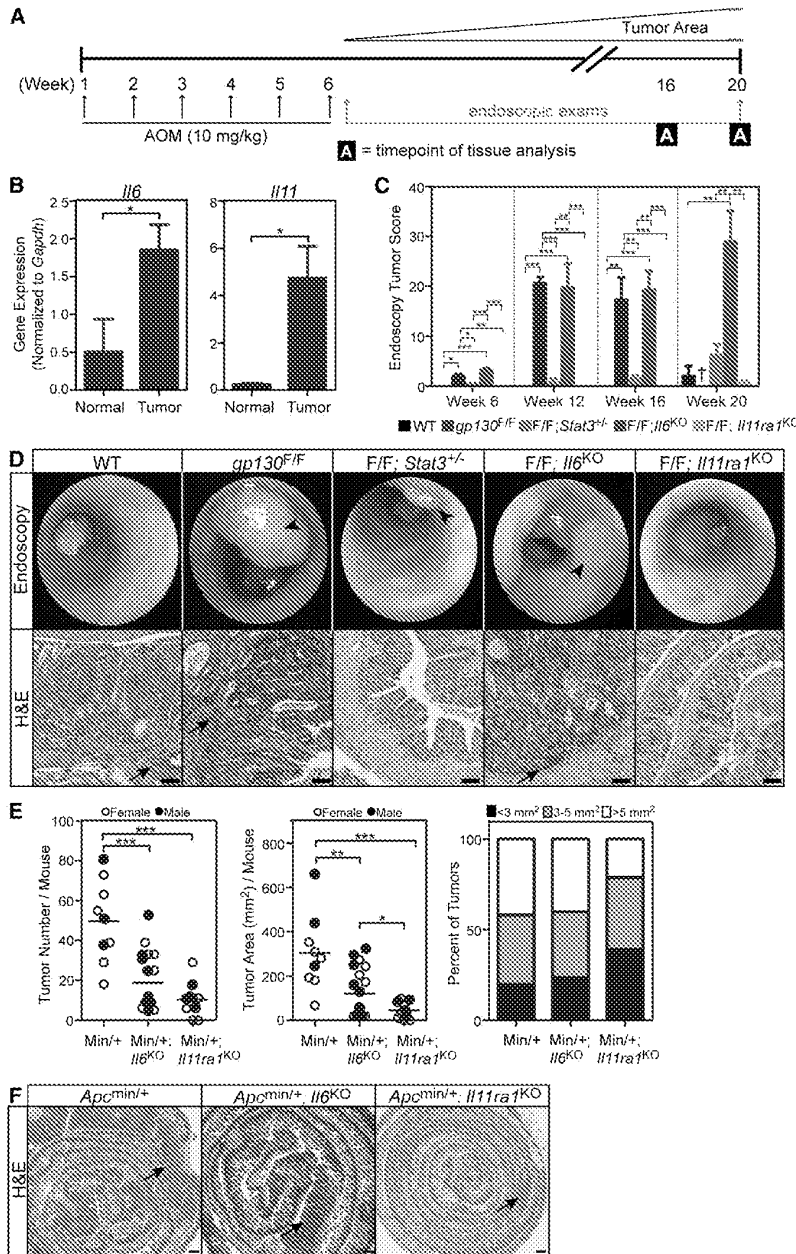 A
Tumor Area
(Week) 1 2 3 4 5 6 16 20
AOM (10 mg/kg)
endoscopic exams
A A
A = timepoint of tissue analysis
B
Il6 Il11
Gene Expression
(Normalized to Gapdh)
2.5
2.0
1.5
1.0
0.5
0.0
*
Normal Tumor
8
6
4
2
0
*
Normal Tumor
C
Endoscopy Tumor Score
40
30
20
10
0
†
Week 6 Week 12 Week 16 Week 20
WT gp130F/F F/F;Stat3+/- F/F;Il6KO F/F; Il11ra1KO
D
WT gp130F/F F/F; Stat3+/- F/F; Il6KO F/F; Il11ra1KO
Endoscopy
H&E
E
Female Male
Tumor Number / Mouse
100
80
60
40
20
0
***
***
Min/+ Min/+; Min/+;
Il6KO Il11ra1KO
Female Male
Tumor Area (mm²) / Mouse
800
600
400
200
0
***
**
*
Min/+ Min/+; Min/+;
Il6KO Il11ra1KO
<3 mm² 3-5 mm² >5 mm²
Percent of Tumors
100
50
0
Min/+ Min/+; Min/+;
Il6KO Il11ra1KO
F
Apcmin/+ Apcmin/+; Il6KO Apcmin/+; Il11ra1KO
H&E